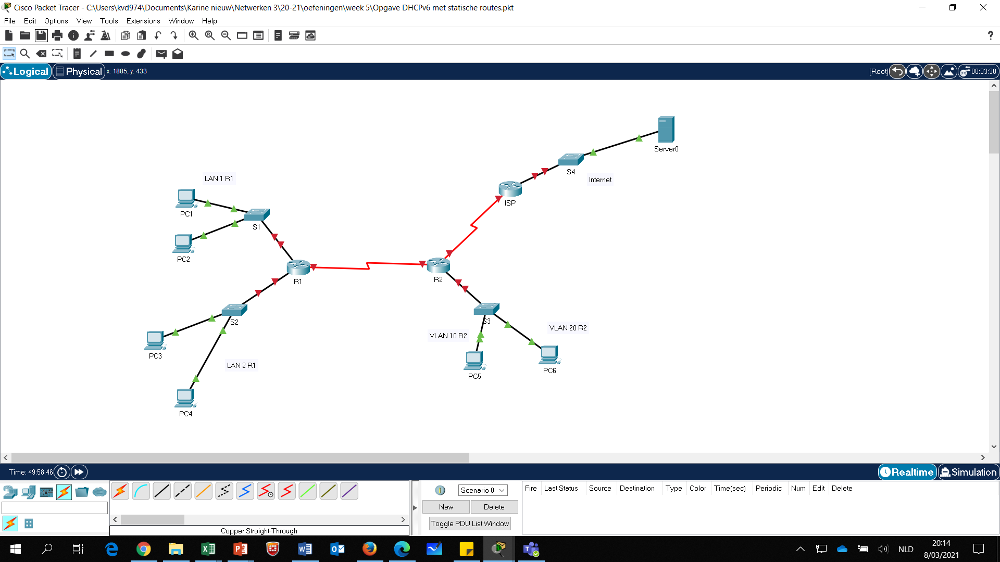 Cisco Packet Tracer - C:\Users\kvd974\Documents\Karine nieuw\Netwerken 3\20-21\oefeningen\week 5\Opgave DHCPv6 met statische routes.pkt
File Edit Options View Tools Extensions Window Help
?
Logical Physical x: 1885, y: 433 [Root] 08:33:30
Server0
S4
Internet
ISP
LAN 1 R1
PC1
S1
PC2
R1
R2
S2
S3
PC3
LAN 2 R1
PC4
VLAN 10 R2
VLAN 20 R2
PC5
PC6
Time: 49:58:46 Realtime Simulation
Scenario 0
New Delete
Toggle PDU List Window
Fire Last Status Source Destination Type Color Time(sec) Periodic Num Edit Delete
Copper Straight-Through
NLD
20:14
8/03/2021